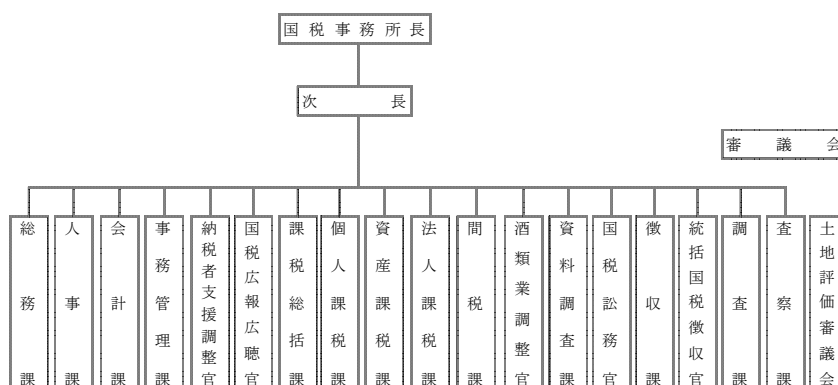 国税事務所長
次長
審議会
総務課
人事課
会計課
事務管理課
納税者支援調整官
国税広報広聴官
課税総括課
個人課税課
資産課税課
法人課税課
間税課
酒類業調整官
資料調査課
国税訟務官
徴収課
統括国税徴収官
調査課
査察課
土地評価審議会